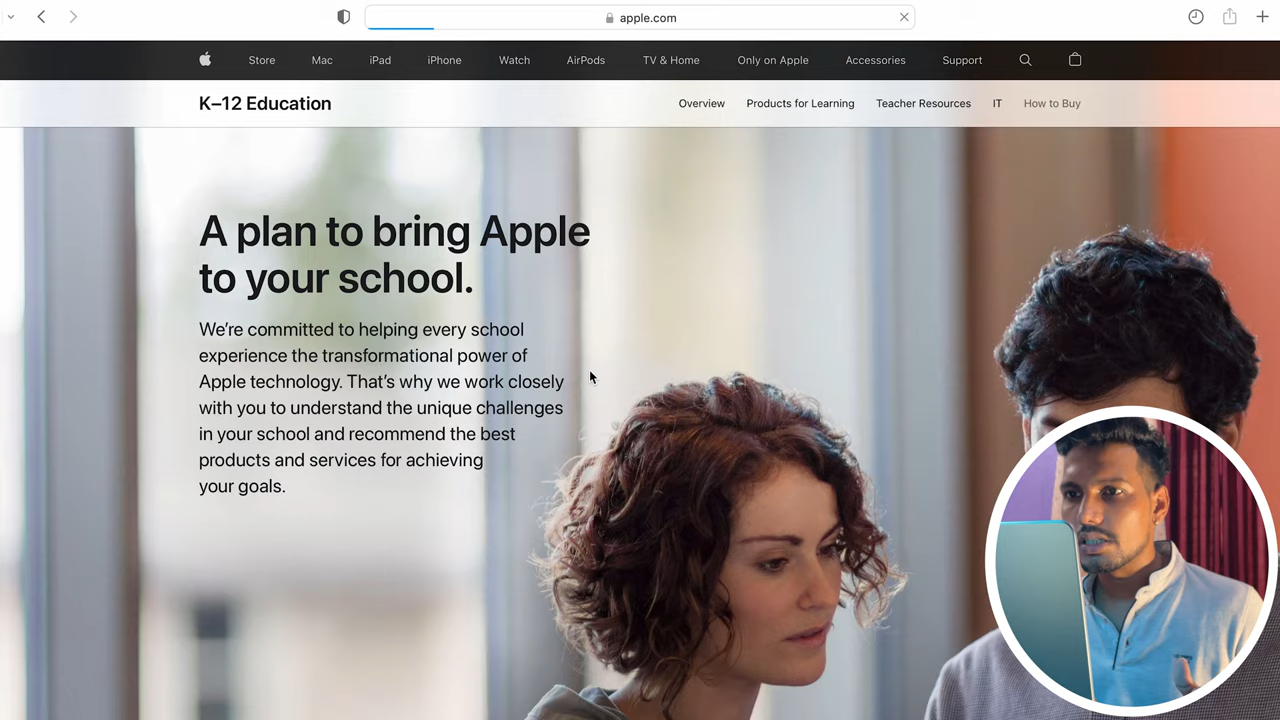 apple.com
Store Mac iPad iPhone Watch AirPods TV & Home Only on Apple Accessories Support
K–12 Education Overview Products for Learning Teacher Resources IT How to Buy
A plan to bring Apple
to your school.
We’re committed to helping every school
experience the transformational power of
Apple technology. That’s why we work closely
with you to understand the unique challenges
in your school and recommend the best
products and services for achieving
your goals.